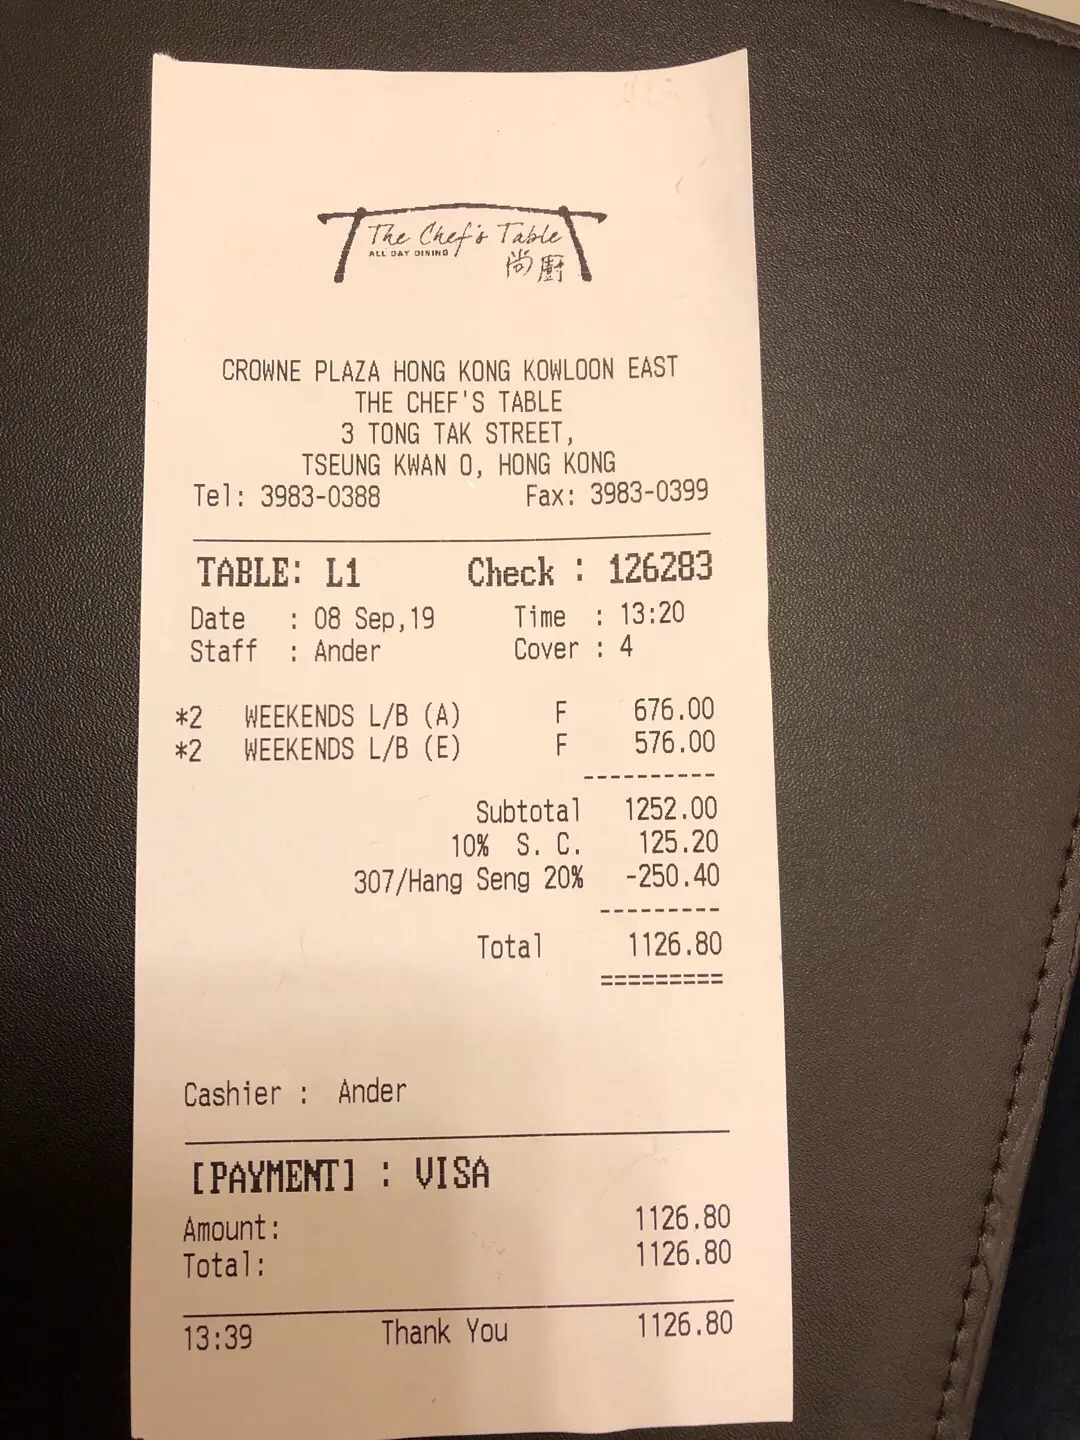 The Chef's Table
ALL DAY DINING
尚廚
CROWNE PLAZA HONG KONG KOWLOON EAST
THE CHEF'S TABLE
3 TONG TAK STREET,
TSEUNG KWAN O, HONG KONG
Tel: 3983-0388 Fax: 3983-0399
TABLE: L1 Check : 126283
Date : 08 Sep,19 Time : 13:20
Staff : Ander Cover : 4
*2 WEEKENDS L/B (A) F 676.00
*2 WEEKENDS L/B (E) F 576.00
----------
Subtotal 1252.00
10% S. C. 125.20
307/Hang Seng 20% -250.40
---------
Total 1126.80
=========
Cashier : Ander
[PAYMENT] : VISA
Amount: 1126.80
Total: 1126.80
13:39 Thank You 1126.80